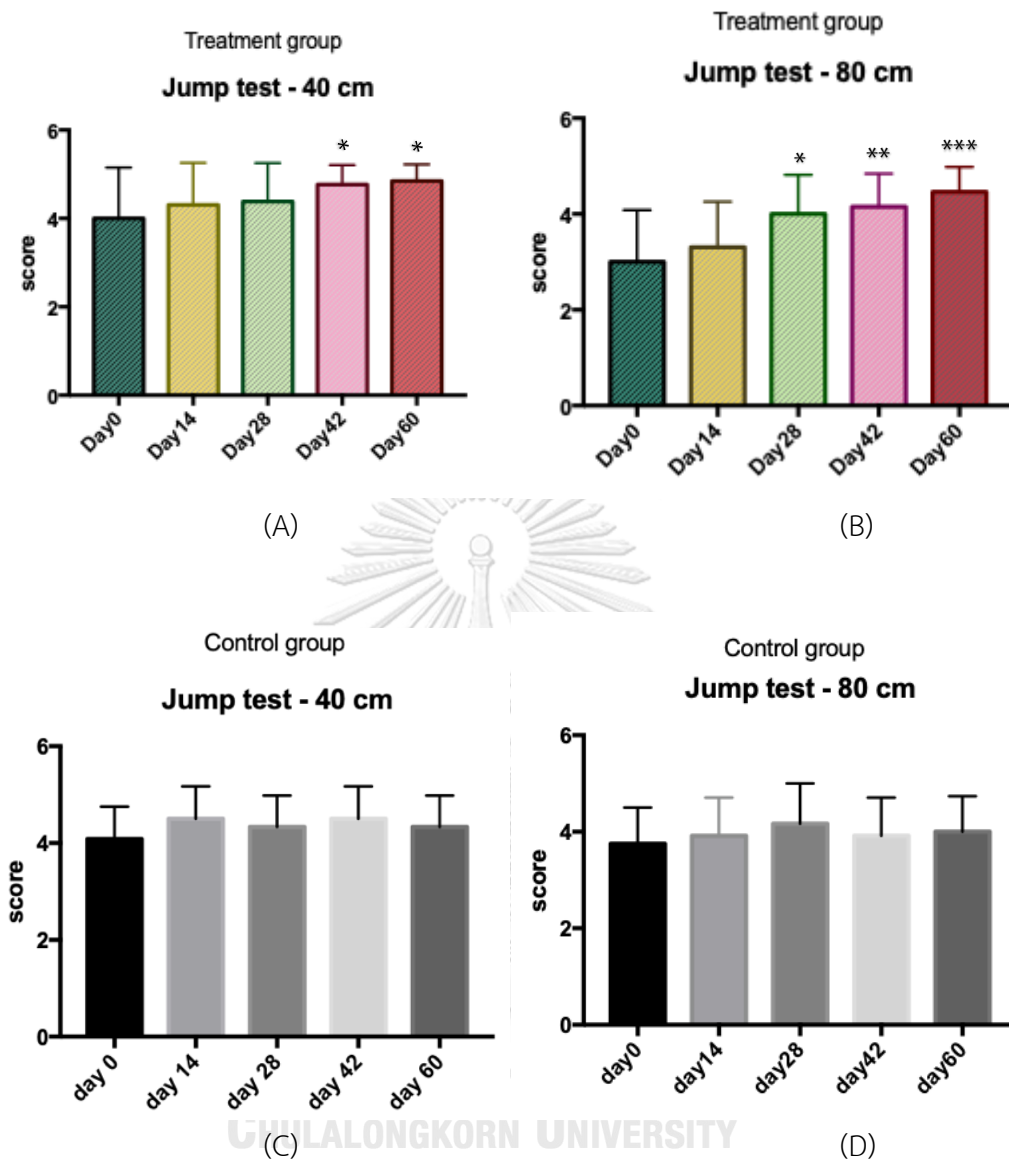 Treatment group
Jump test - 40 cm
6
4
2
0
score
*
*
Day0
Day14
Day28
Day42
Day60
(A)
Treatment group
Jump test - 80 cm
6
4
2
0
score
*
**
***
Day0
Day14
Day28
Day42
Day60
(B)
Control group
Jump test - 40 cm
6
4
2
0
score
day 0
day 14
day 28
day 42
day 60
(C)
Control group
Jump test - 80 cm
6
4
2
0
score
day0
day14
day28
day42
day60
(D)
CHULALONGKORN UNIVERSITY